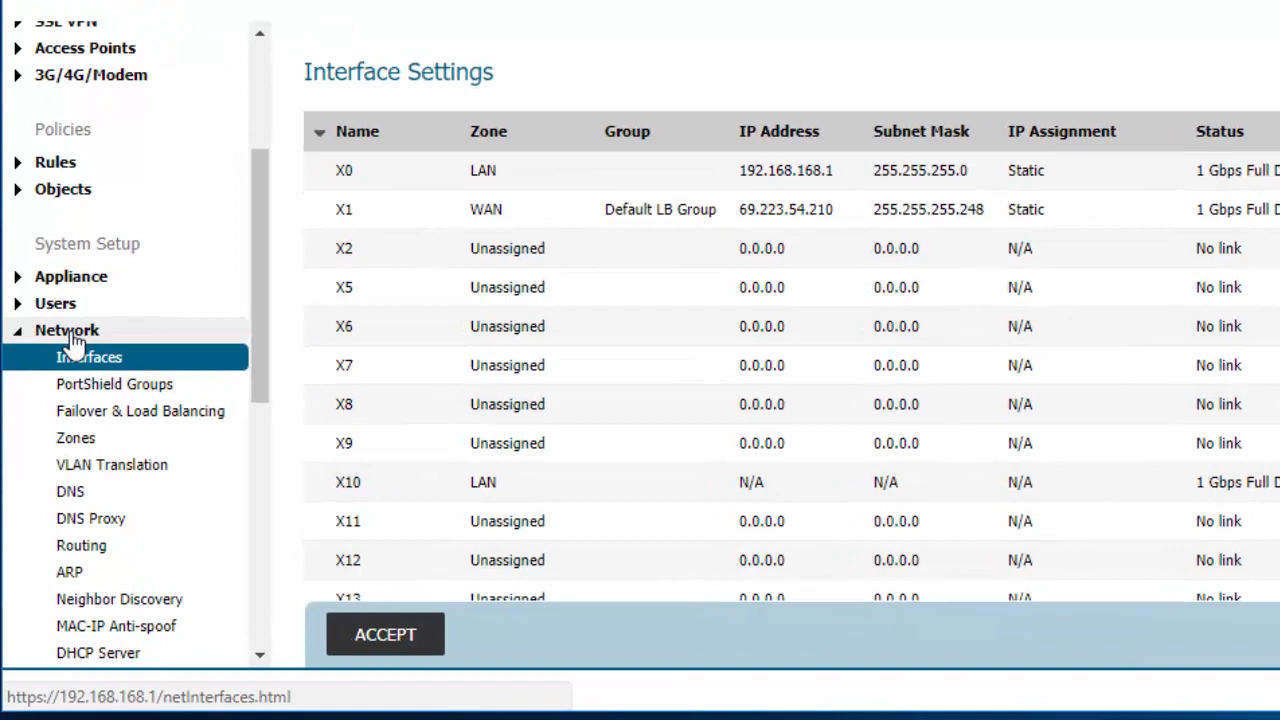 SSL VPN
Access Points
3G/4G/Modem
Policies
Rules
Objects
System Setup
Appliance
Users
Network
Interfaces
PortShield Groups
Failover & Load Balancing
Zones
VLAN Translation
DNS
DNS Proxy
Routing
ARP
Neighbor Discovery
MAC-IP Anti-spoof
DHCP Server
Interface Settings
Name Zone Group IP Address Subnet Mask IP Assignment Status
X0 LAN 192.168.168.1 255.255.255.0 Static 1 Gbps Full D
X1 WAN Default LB Group 69.223.54.210 255.255.255.248 Static 1 Gbps Full D
X2 Unassigned 0.0.0.0 0.0.0.0 N/A No link
X5 Unassigned 0.0.0.0 0.0.0.0 N/A No link
X6 Unassigned 0.0.0.0 0.0.0.0 N/A No link
X7 Unassigned 0.0.0.0 0.0.0.0 N/A No link
X8 Unassigned 0.0.0.0 0.0.0.0 N/A No link
X9 Unassigned 0.0.0.0 0.0.0.0 N/A No link
X10 LAN N/A N/A N/A 1 Gbps Full D
X11 Unassigned 0.0.0.0 0.0.0.0 N/A No link
X12 Unassigned 0.0.0.0 0.0.0.0 N/A No link
X13 Unassigned 0.0.0.0 0.0.0.0 N/A No link
ACCEPT
https://192.168.168.1/netInterfaces.html